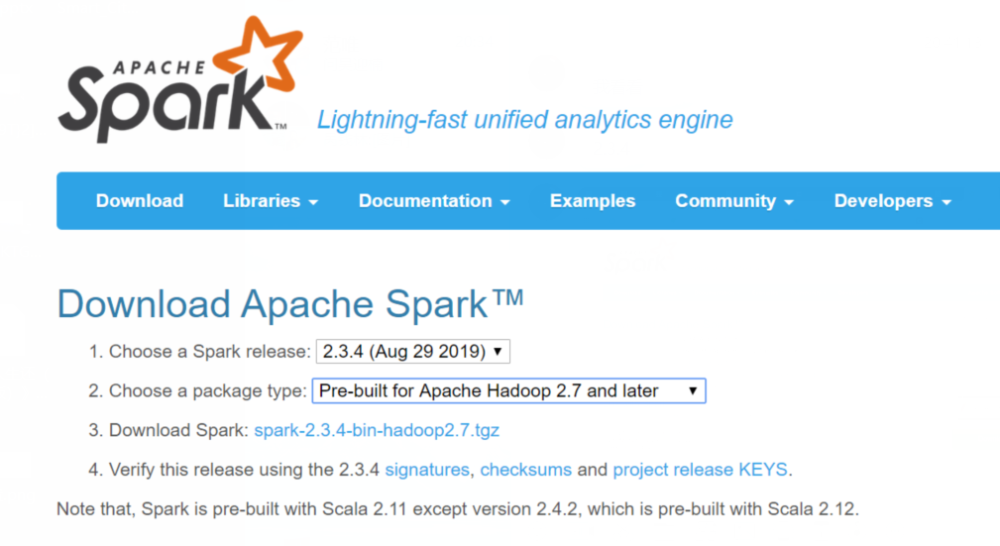 APACHE
Spark™
Lightning-fast unified analytics engine
Download Libraries Documentation Examples Community Developers
Download Apache Spark™
1. Choose a Spark release: 2.3.4 (Aug 29 2019)
2. Choose a package type: Pre-built for Apache Hadoop 2.7 and later
3. Download Spark: spark-2.3.4-bin-hadoop2.7.tgz
4. Verify this release using the 2.3.4 signatures, checksums and project release KEYS.
Note that, Spark is pre-built with Scala 2.11 except version 2.4.2, which is pre-built with Scala 2.12.